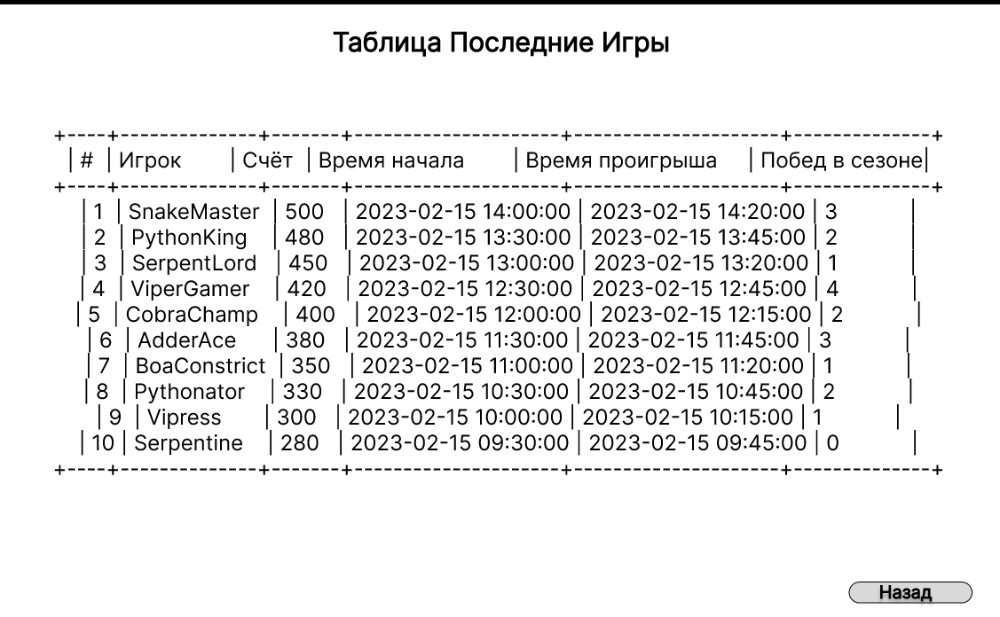 Таблица Последние Игры
+----+--------------+-------+---------------------+--------------------+--------------+
| # | Игрок | Счёт | Время начала | Время проигрыша | Побед в сезоне|
+----+--------------+-------+---------------------+--------------------+--------------+
| 1 | SnakeMaster | 500 | 2023-02-15 14:00:00 | 2023-02-15 14:20:00 | 3 |
| 2 | PythonKing | 480 | 2023-02-15 13:30:00 | 2023-02-15 13:45:00 | 2 |
| 3 | SerpentLord | 450 | 2023-02-15 13:00:00 | 2023-02-15 13:20:00 | 1 |
| 4 | ViperGamer | 420 | 2023-02-15 12:30:00 | 2023-02-15 12:45:00 | 4 |
| 5 | CobraChamp | 400 | 2023-02-15 12:00:00 | 2023-02-15 12:15:00 | 2 |
| 6 | AdderAce | 380 | 2023-02-15 11:30:00 | 2023-02-15 11:45:00 | 3 |
| 7 | BoaConstrict | 350 | 2023-02-15 11:00:00 | 2023-02-15 11:20:00 | 1 |
| 8 | Pythonator | 330 | 2023-02-15 10:30:00 | 2023-02-15 10:45:00 | 2 |
| 9 | Vipress | 300 | 2023-02-15 10:00:00 | 2023-02-15 10:15:00 | 1 |
| 10 | Serpentine | 280 | 2023-02-15 09:30:00 | 2023-02-15 09:45:00 | 0 |
+----+--------------+-------+---------------------+--------------------+--------------+
Назад